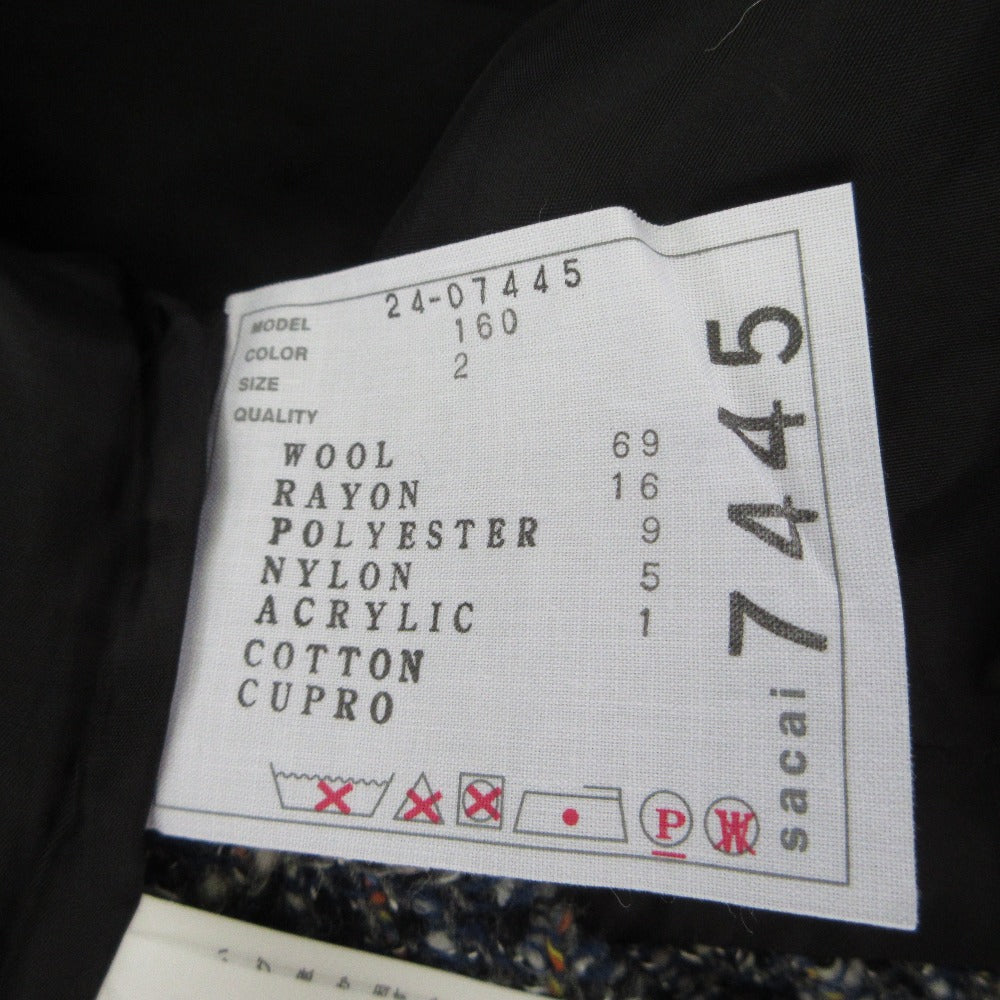 MODEL 24-07445
COLOR 160
SIZE 2
QUALITY
WOOL 69
RAYON 16
POLYESTER 9
NYLON 5
ACRYLIC 1
COTTON
CUPRO
P
W
sacai 7445